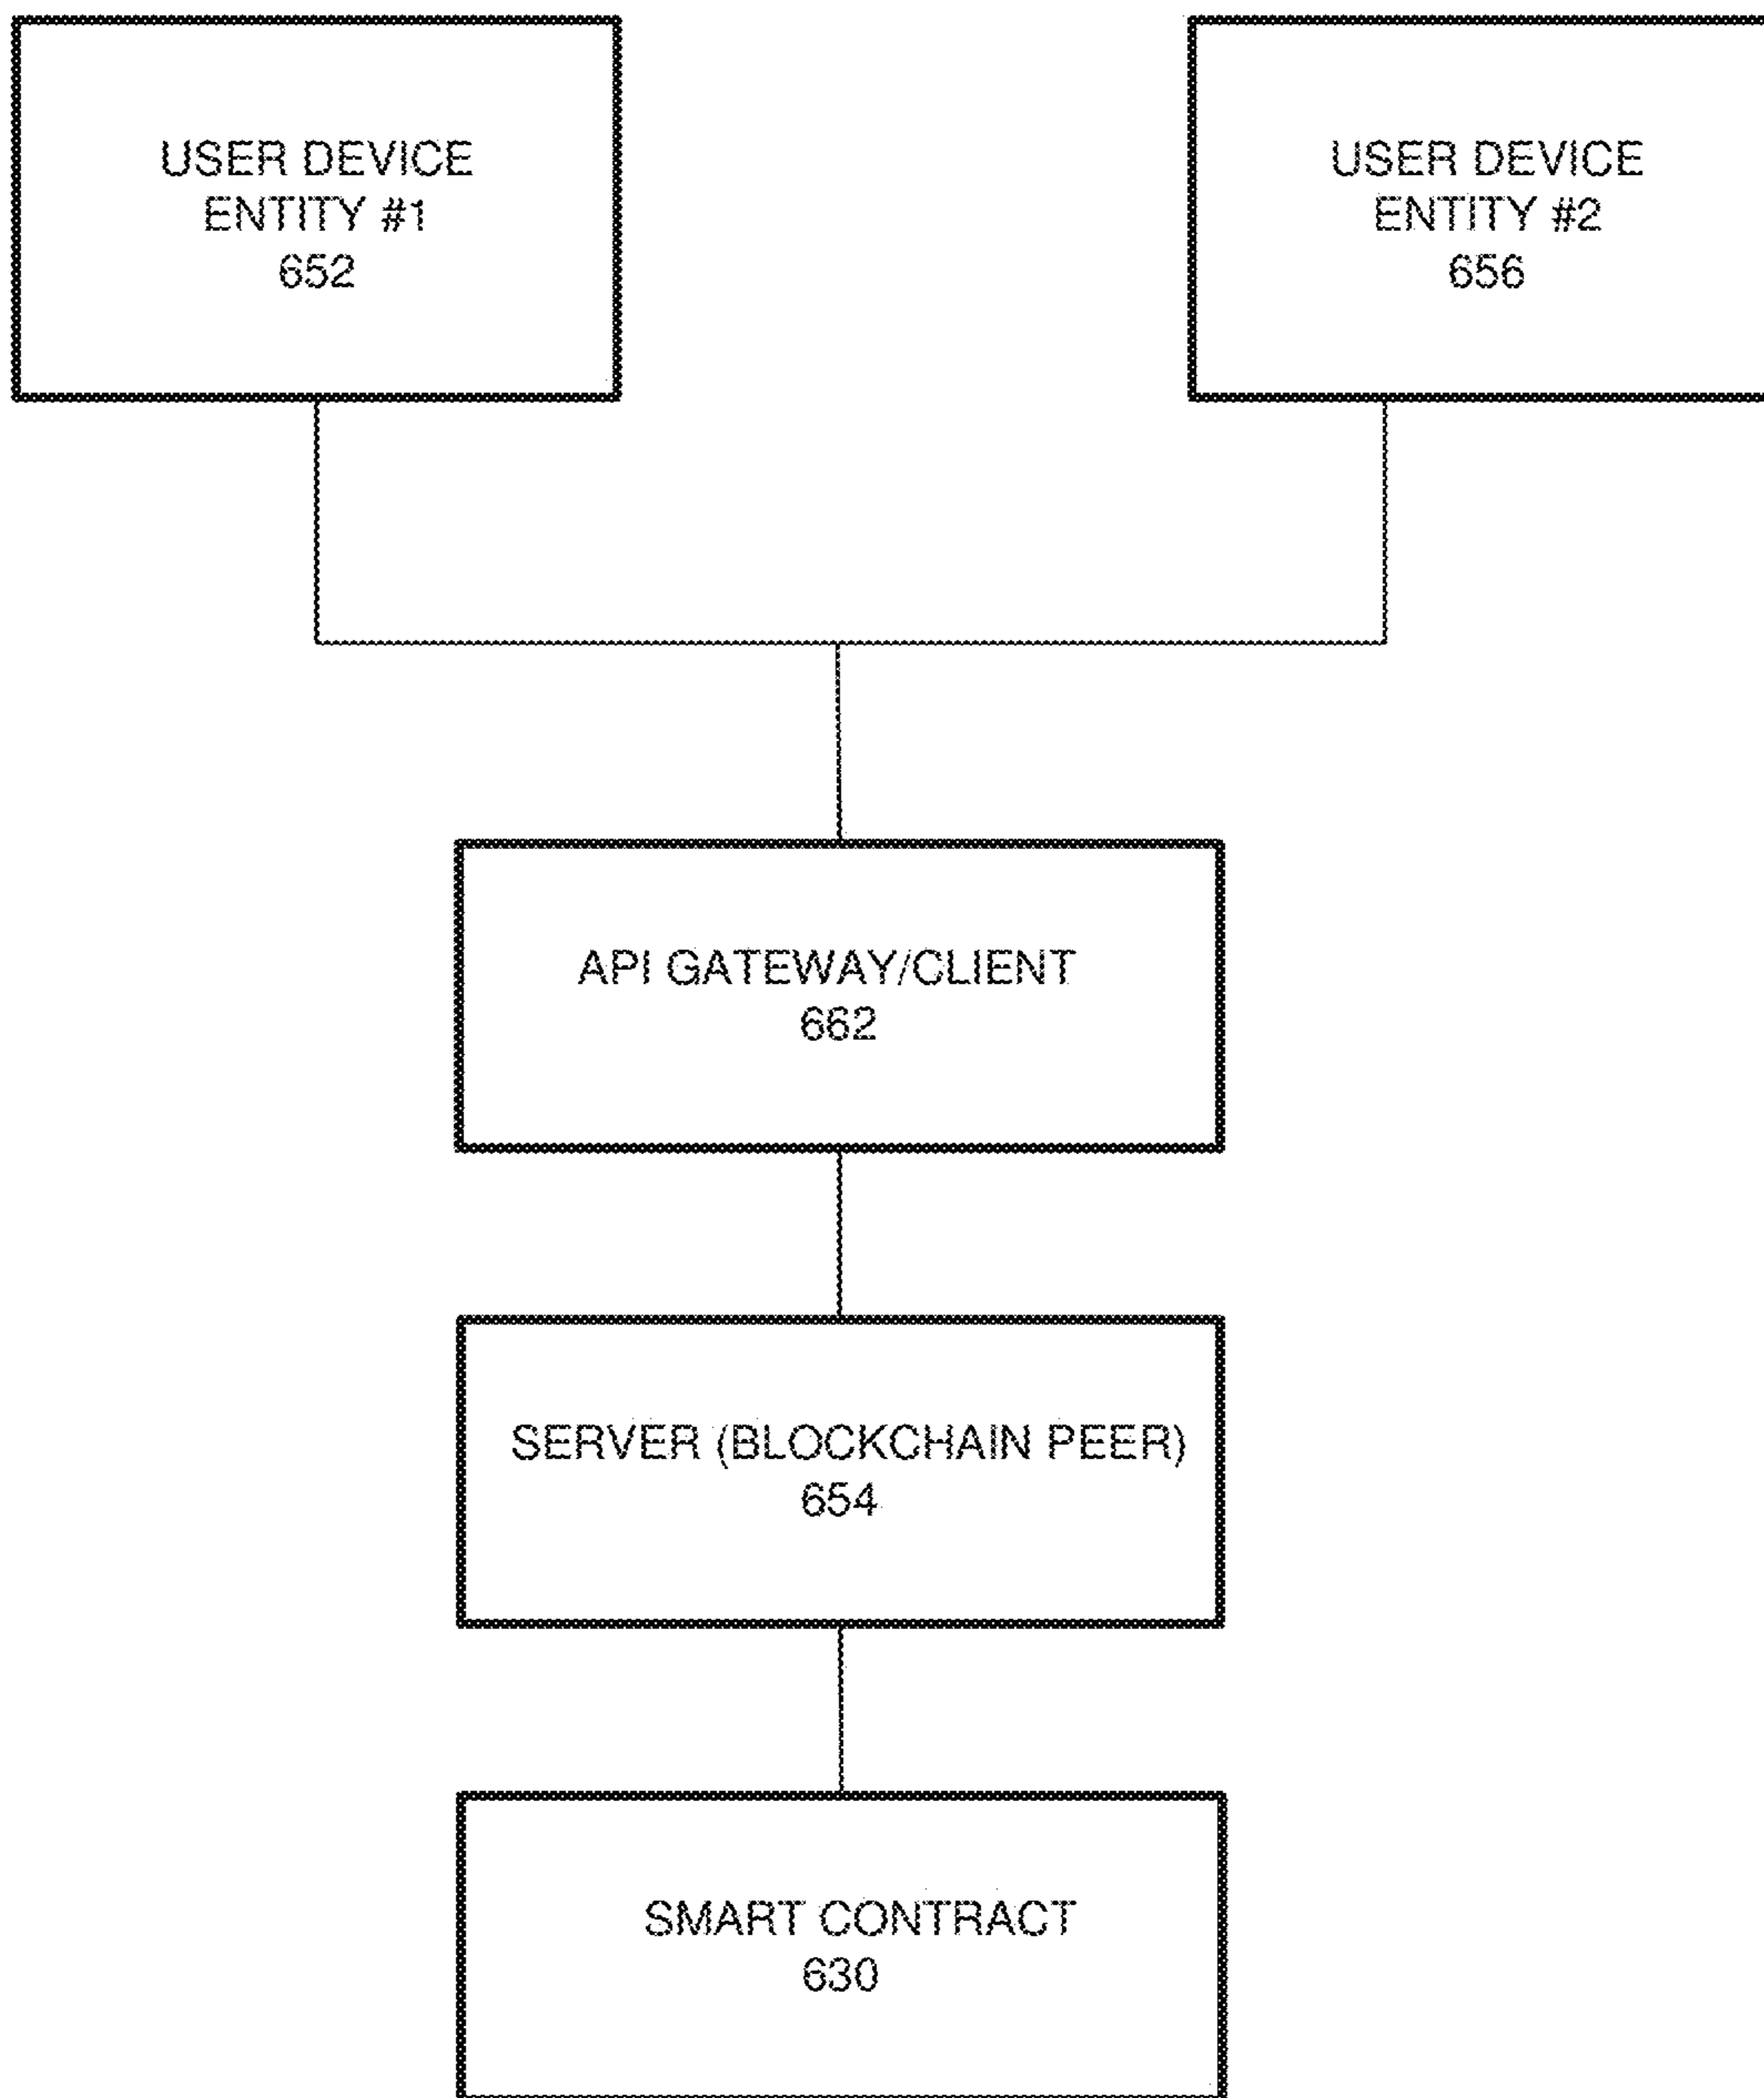 USER DEVICE
ENTITY #1
652
USER DEVICE
ENTITY #2
656
API GATEWAY/CLIENT
662
SERVER (BLOCKCHAIN PEER)
654
SMART CONTRACT
630